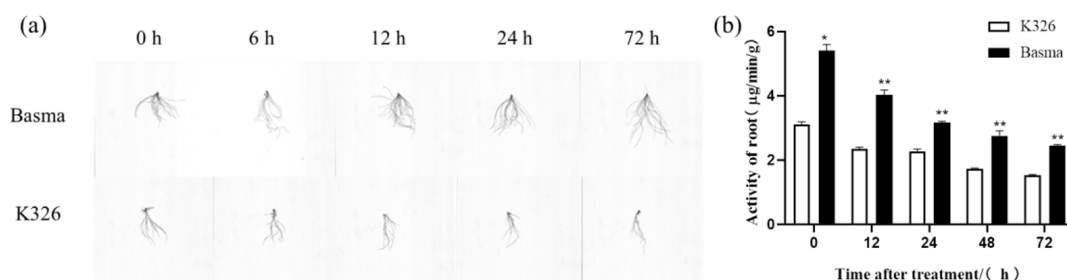 (a)
0 h 6 h 12 h 24 h 72 h
Basma
K326
(b)
K326
Basma
Activity of root( μg/min/g)
6
4
2
0
* ** ** ** **
0 12 24 48 72
Time after treatment/( h)